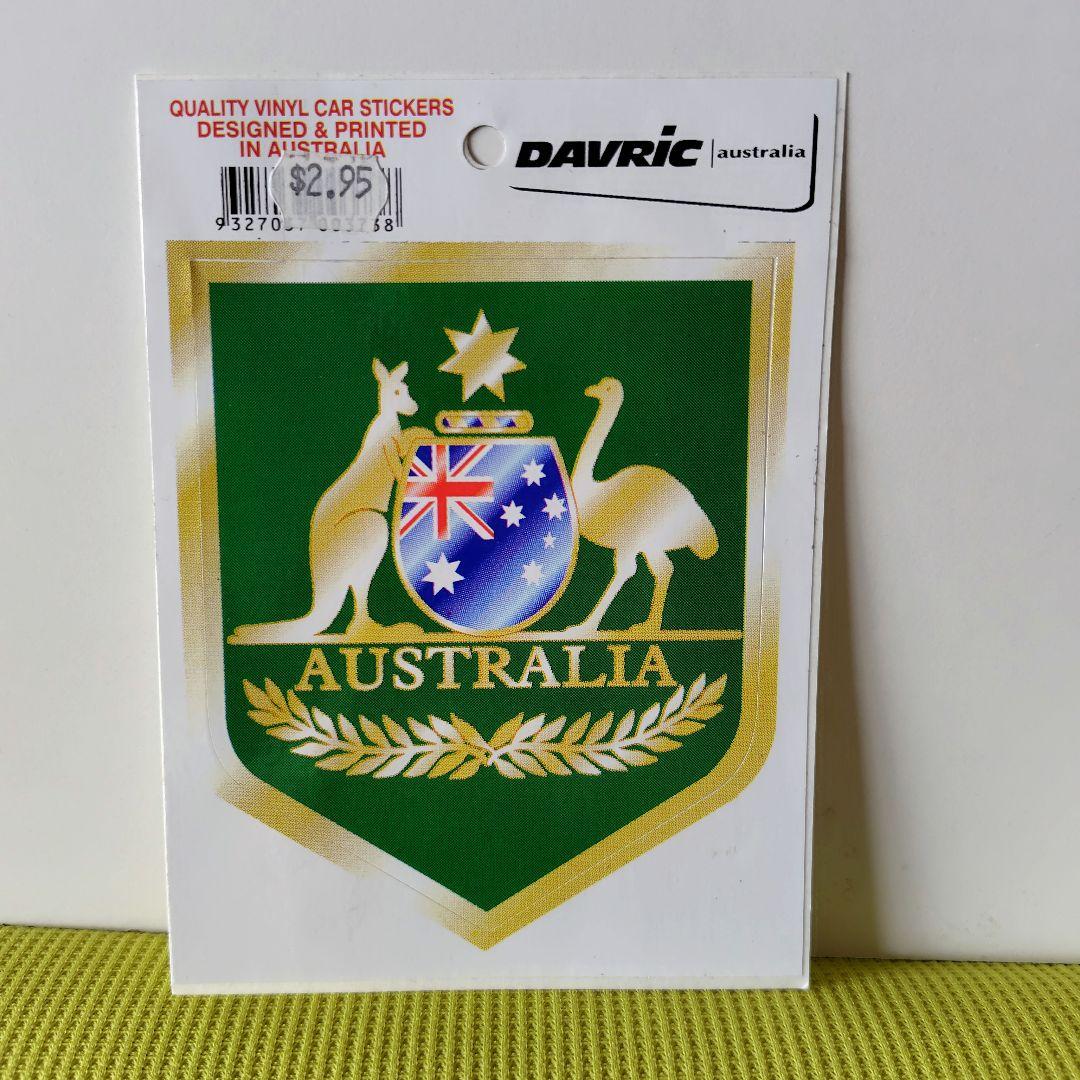 QUALITY VINYL CAR STICKERS
DESIGNED & PRINTED
IN AUSTRALIA
$2.95
DAVRIC australia
AUSTRALIA